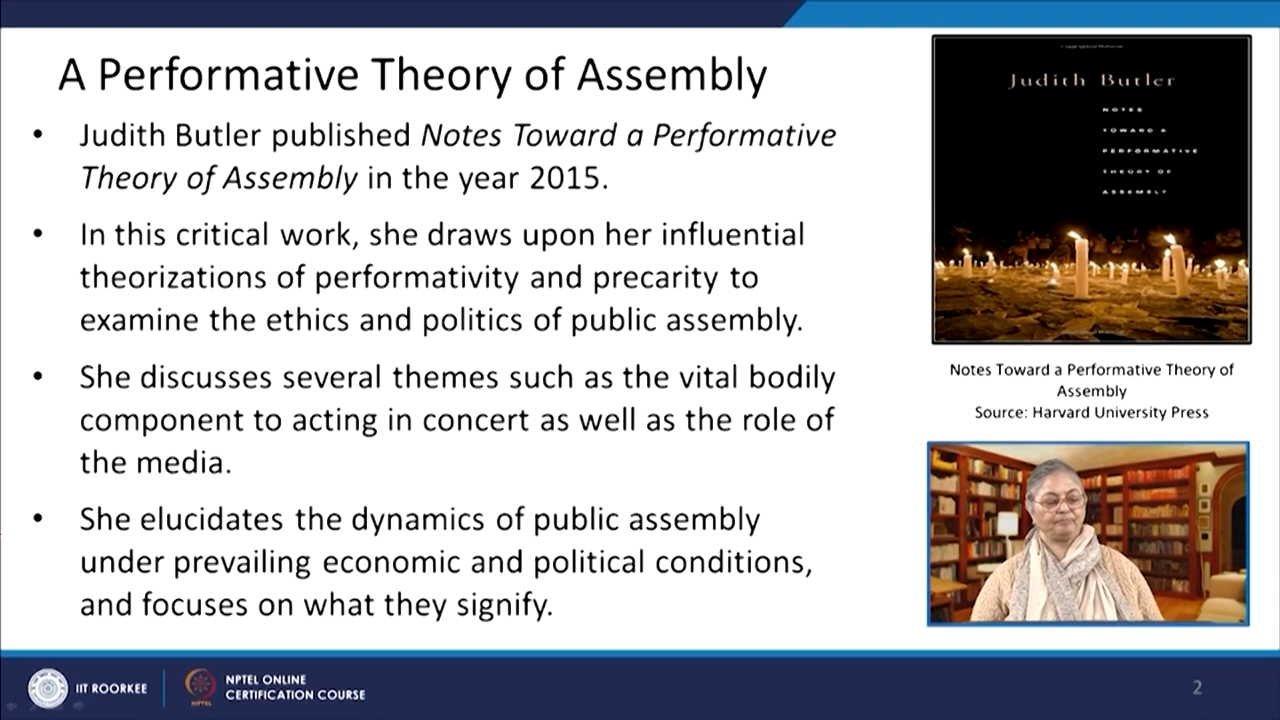 A Performative Theory of Assembly
• Judith Butler published Notes Toward a Performative
Theory of Assembly in the year 2015.
• In this critical work, she draws upon her influential
theorizations of performativity and precarity to
examine the ethics and politics of public assembly.
• She discusses several themes such as the vital bodily
component to acting in concert as well as the role of
the media.
• She elucidates the dynamics of public assembly
under prevailing economic and political conditions,
and focuses on what they signify.
Judith Butler
NOTES
TOWARD A
PERFORMATIVE
THEORY OF
ASSEMBLY
Notes Toward a Performative Theory of
Assembly
Source: Harvard University Press
IIT ROORKEE
NPTEL
NPTEL ONLINE
CERTIFICATION COURSE
2